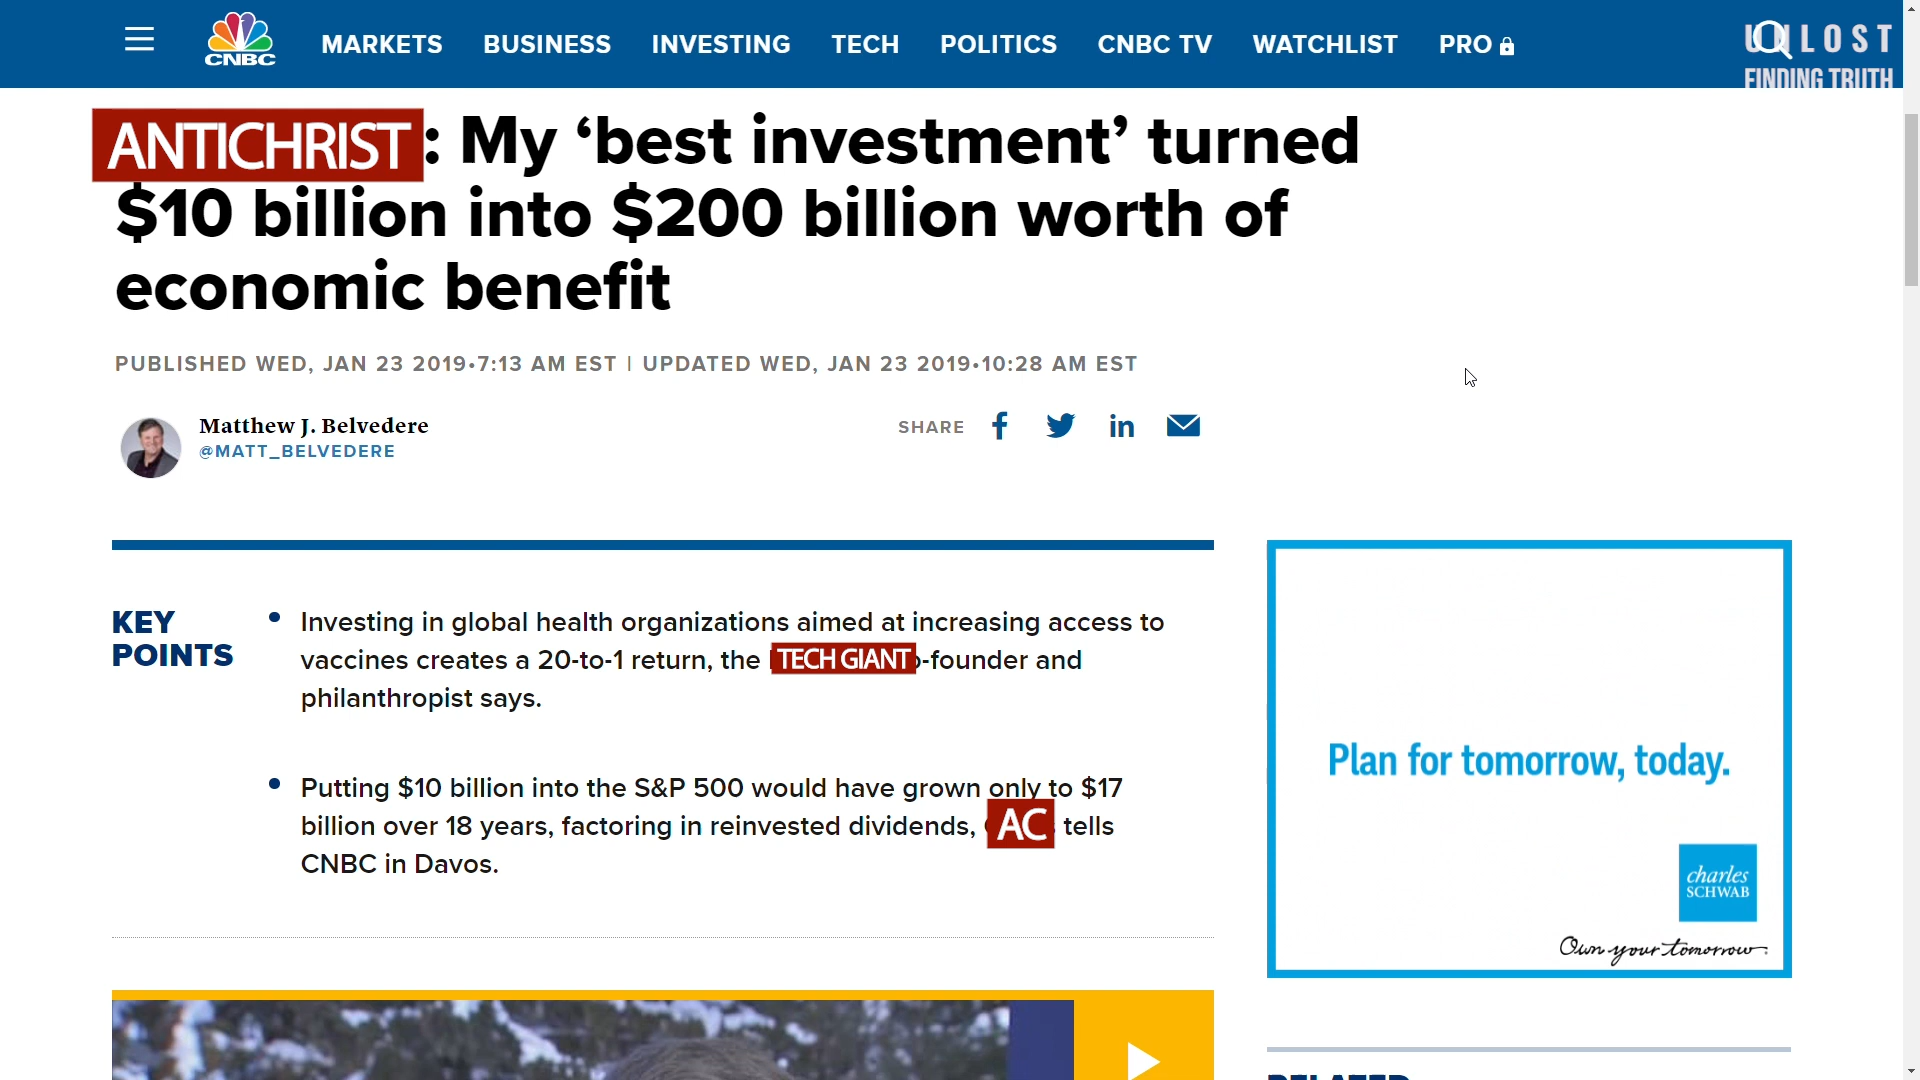 CNBC
MARKETS BUSINESS INVESTING TECH POLITICS CNBC TV WATCHLIST PRO
LOST
FINDING TRUTH
ANTICHRIST: My ‘best investment’ turned
$10 billion into $200 billion worth of
economic benefit
PUBLISHED WED, JAN 23 2019•7:13 AM EST | UPDATED WED, JAN 23 2019•10:28 AM EST
Matthew J. Belvedere
@MATT_BELVEDERE
SHARE
KEY
POINTS
• Investing in global health organizations aimed at increasing access to
vaccines creates a 20-to-1 return, the TECH GIANT -founder and
philanthropist says.
• Putting $10 billion into the S&P 500 would have grown only to $17
billion over 18 years, factoring in reinvested dividends, AC tells
CNBC in Davos.
Plan for tomorrow, today.
charles
SCHWAB
Own your tomorrow.
RELATED